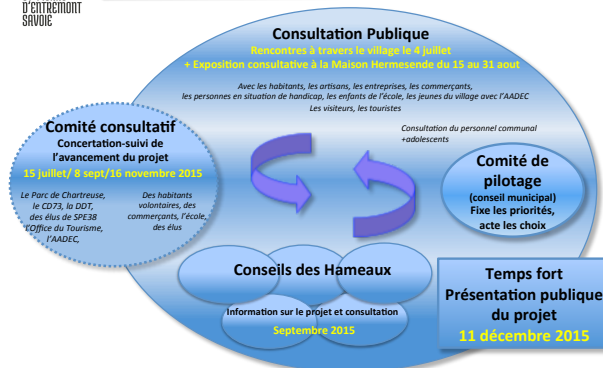 D'ENTREMONT
SAVOIE
Consultation Publique
Rencontres à travers le village le 4 juillet
+ Exposition consultative à la Maison Hermesende du 15 au 31 aout
Avec les habitants, les artisans, les entreprises, les commerçants,
les personnes en situation de handicap, les enfants de l'école, les jeunes du village avec l'AADEC
Les visiteurs, les touristes
Consultation du personnel communal
+adolescents
Comité consultatif
Concertation-suivi de
l'avancement du projet
15 juillet/ 8 sept/16 novembre 2015
Le Parc de Chartreuse,
le CD73, la DDT,
des élus de SPE38
l'Office du Tourisme,
l'AADEC,
Des habitants
volontaires, des
commerçants, l'école,
des élus
Comité de
pilotage
(conseil municipal)
Fixe les priorités,
acte les choix
Conseils des Hameaux
Information sur le projet et consultation
Septembre 2015
Temps fort
Présentation publique
du projet
11 décembre 2015